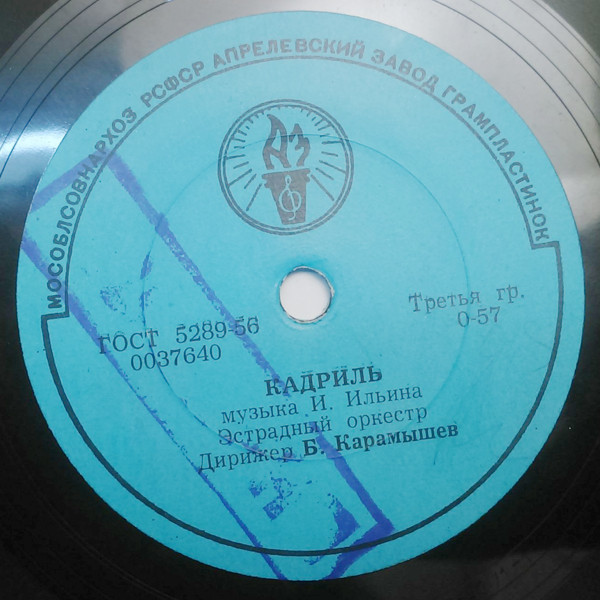 МОСОБЛСОВНАРХОЗ РСФСР АПРЕЛЕВСКИЙ ЗАВОД ГРАМПЛАСТИНОК
АЗ
ГОСТ 5289-56
0037640
Третья гр.
0-57
КАДРИЛЬ
музыка И. Ильина
Эстрадный оркестр
Дирижер Б. Карамышев